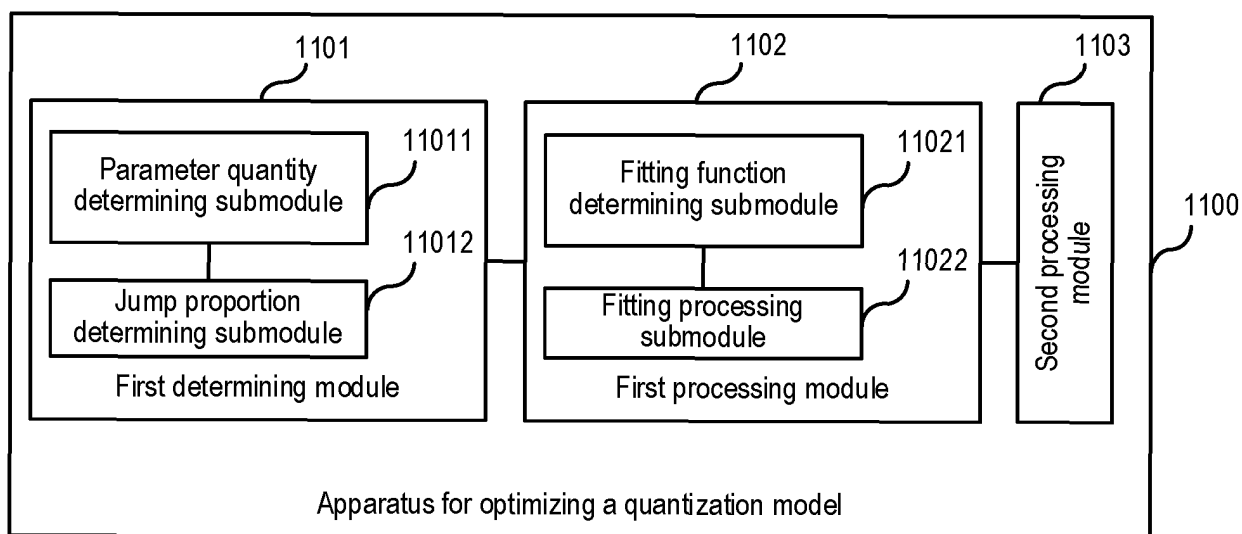 1101
1102
1103
Parameter quantity
determining submodule
11011
Jump proportion
determining submodule
11012
First determining module
Fitting function
determining submodule
11021
Fitting processing
submodule
11022
First processing module
Second processing
module
1100
Apparatus for optimizing a quantization model